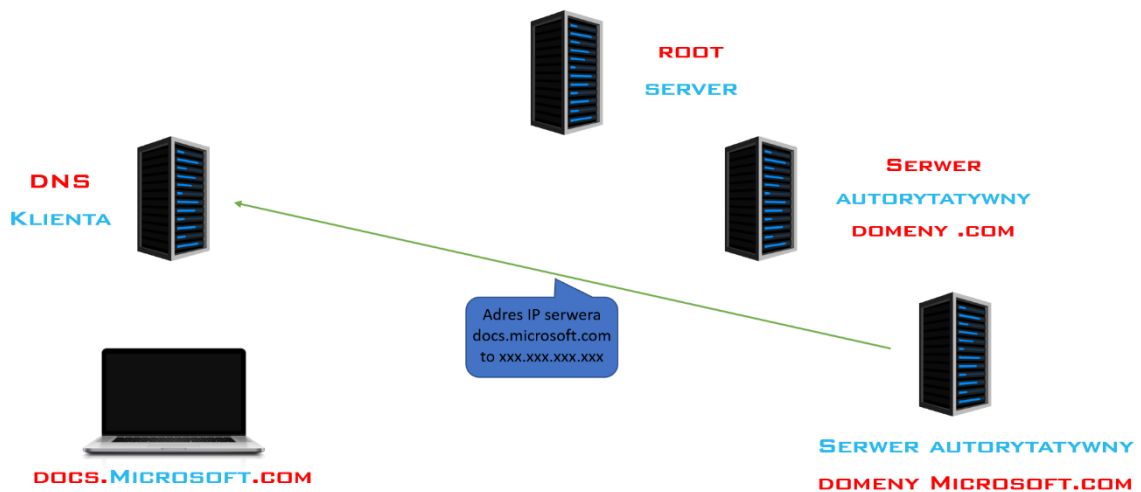 ROOT
SERVER
DNS
KLIENTA
SERWER
AUTORYTATYWNY
DOMENY .COM
Adres IP serwera
docs.microsoft.com
to xxx.xxx.xxx.xxx
DOCS.MICROSOFT.COM
SERWER AUTORYTATYWNY
DOMENY MICROSOFT.COM